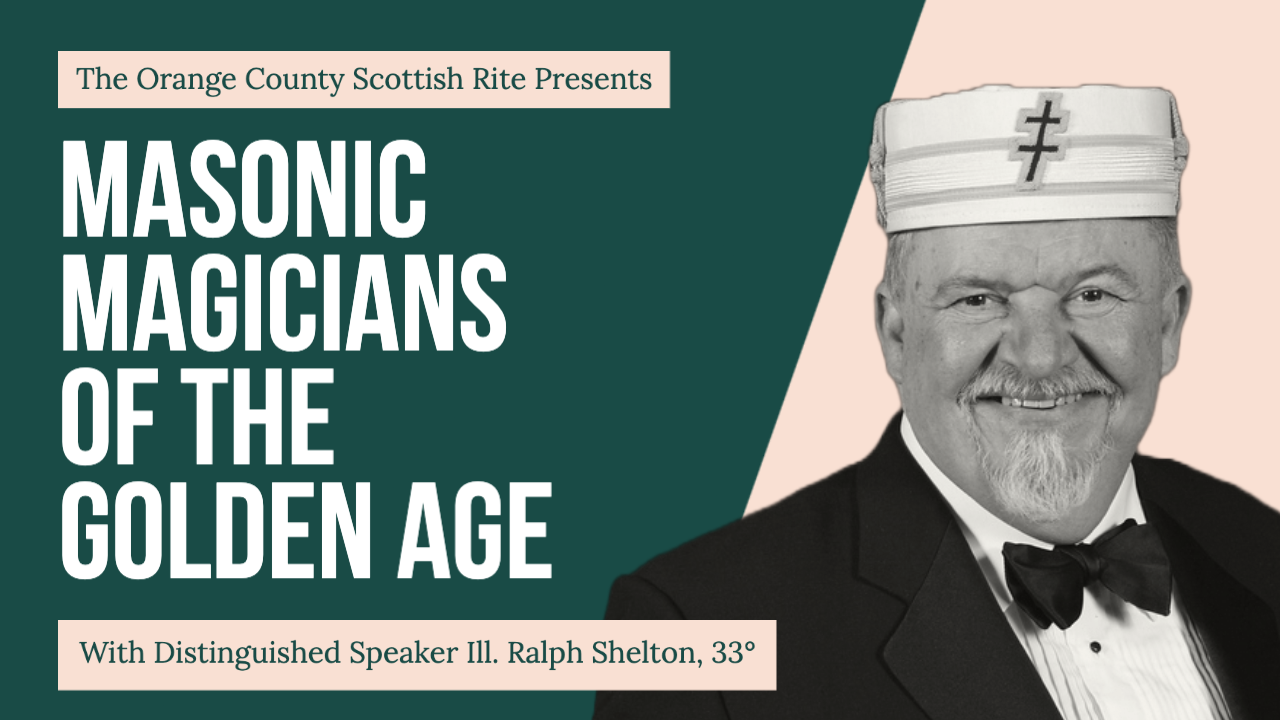 The Orange County Scottish Rite Presents
MASONIC
MAGICIANS
OF THE
GOLDEN AGE
With Distinguished Speaker Ill. Ralph Shelton, 33°